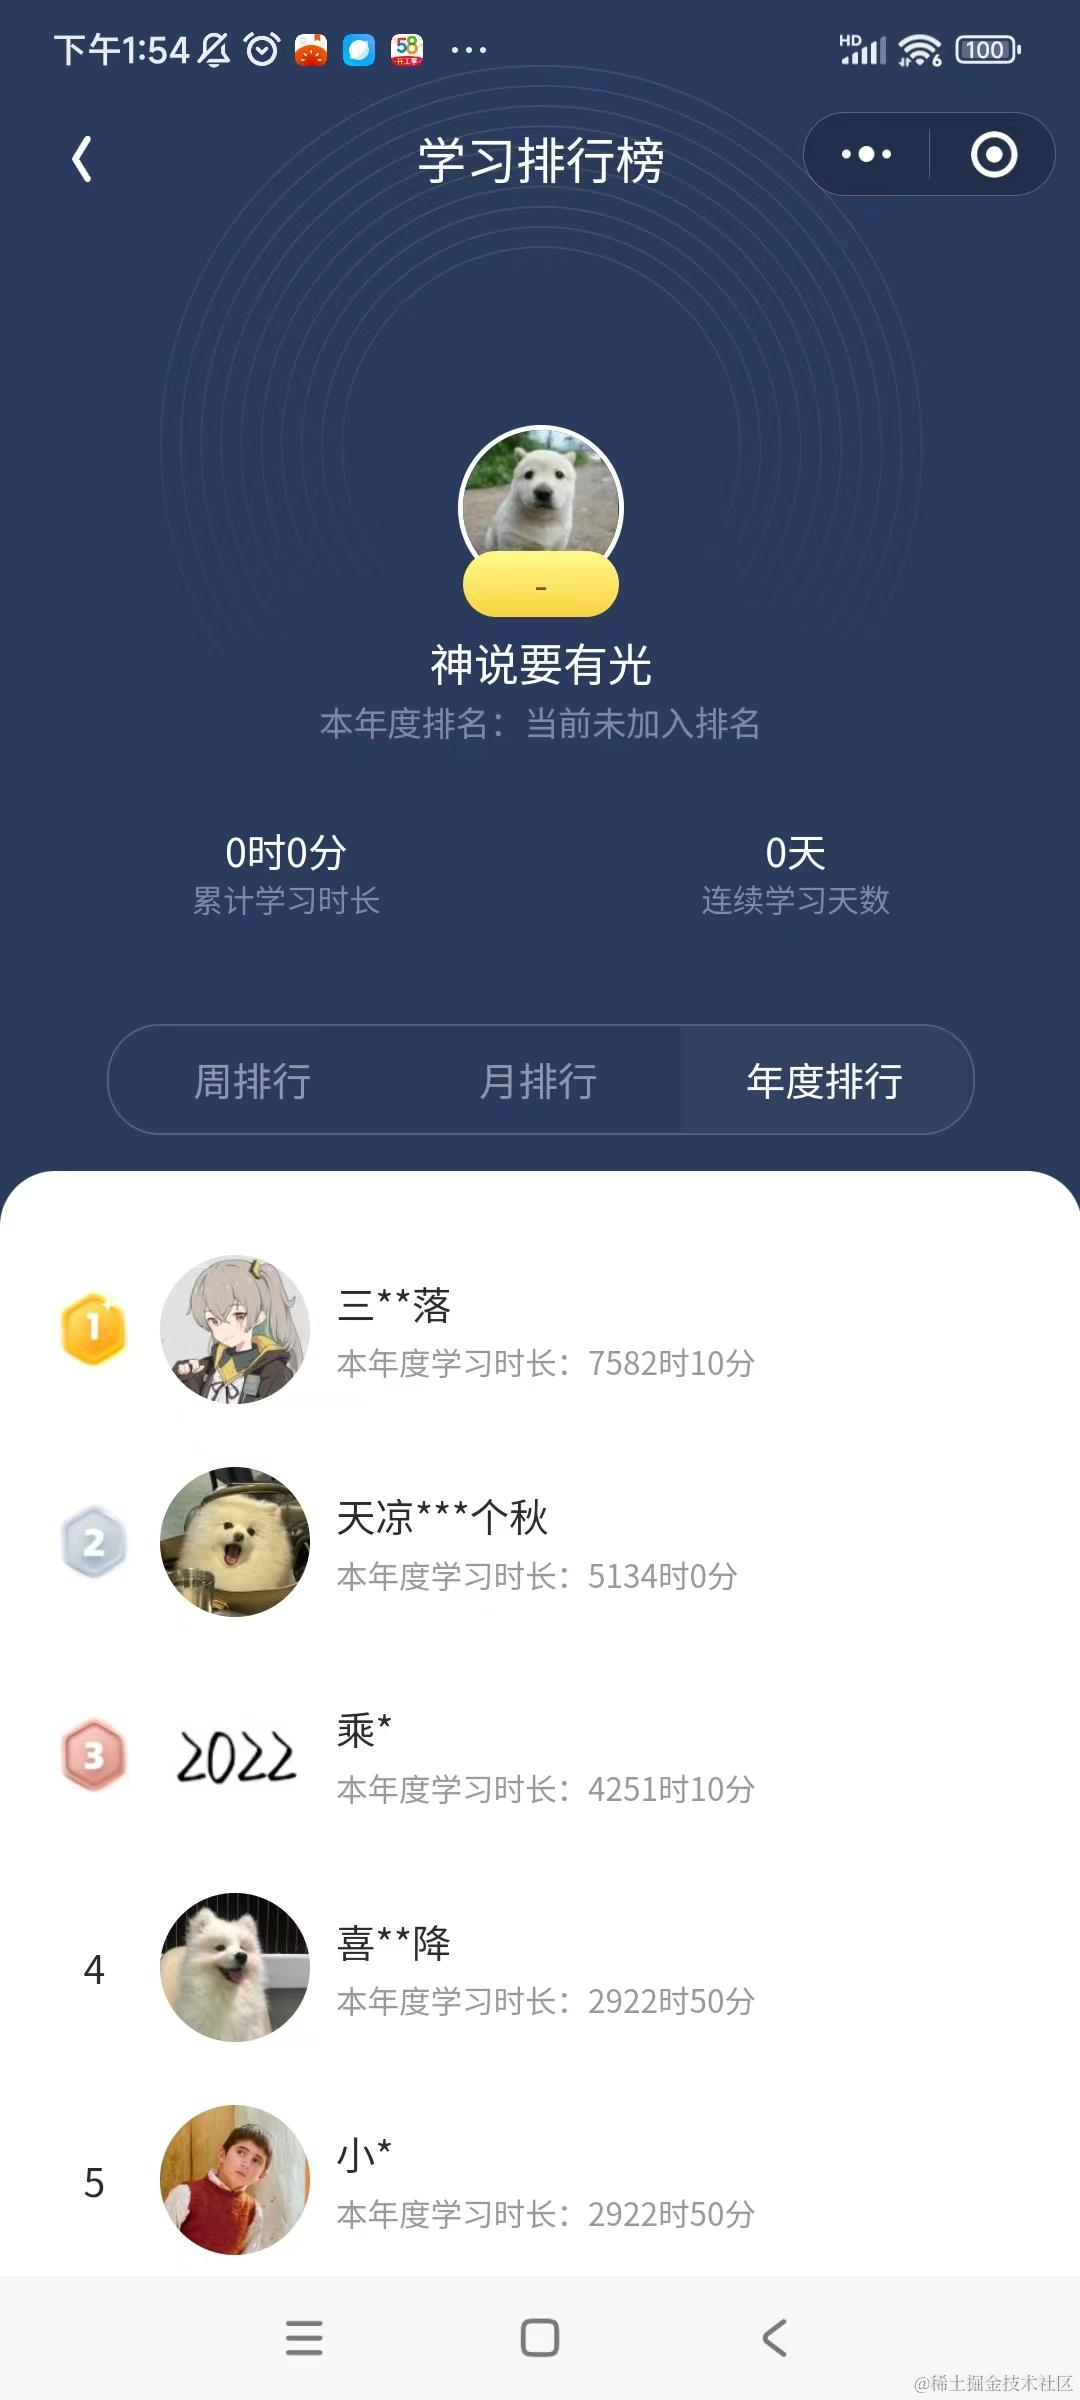 下午1:54
58
开工季
HD
6
100
学习排行榜
-
神说要有光
本年度排名：当前未加入排名
0时0分
0天
累计学习时长
连续学习天数
周排行
月排行
年度排行
1
三**落
本年度学习时长：7582时10分
2
天凉***个秋
本年度学习时长：5134时0分
3
2022
乘*
本年度学习时长：4251时10分
4
喜**降
本年度学习时长：2922时50分
5
小*
本年度学习时长：2922时50分
@稀土掘金技术社区